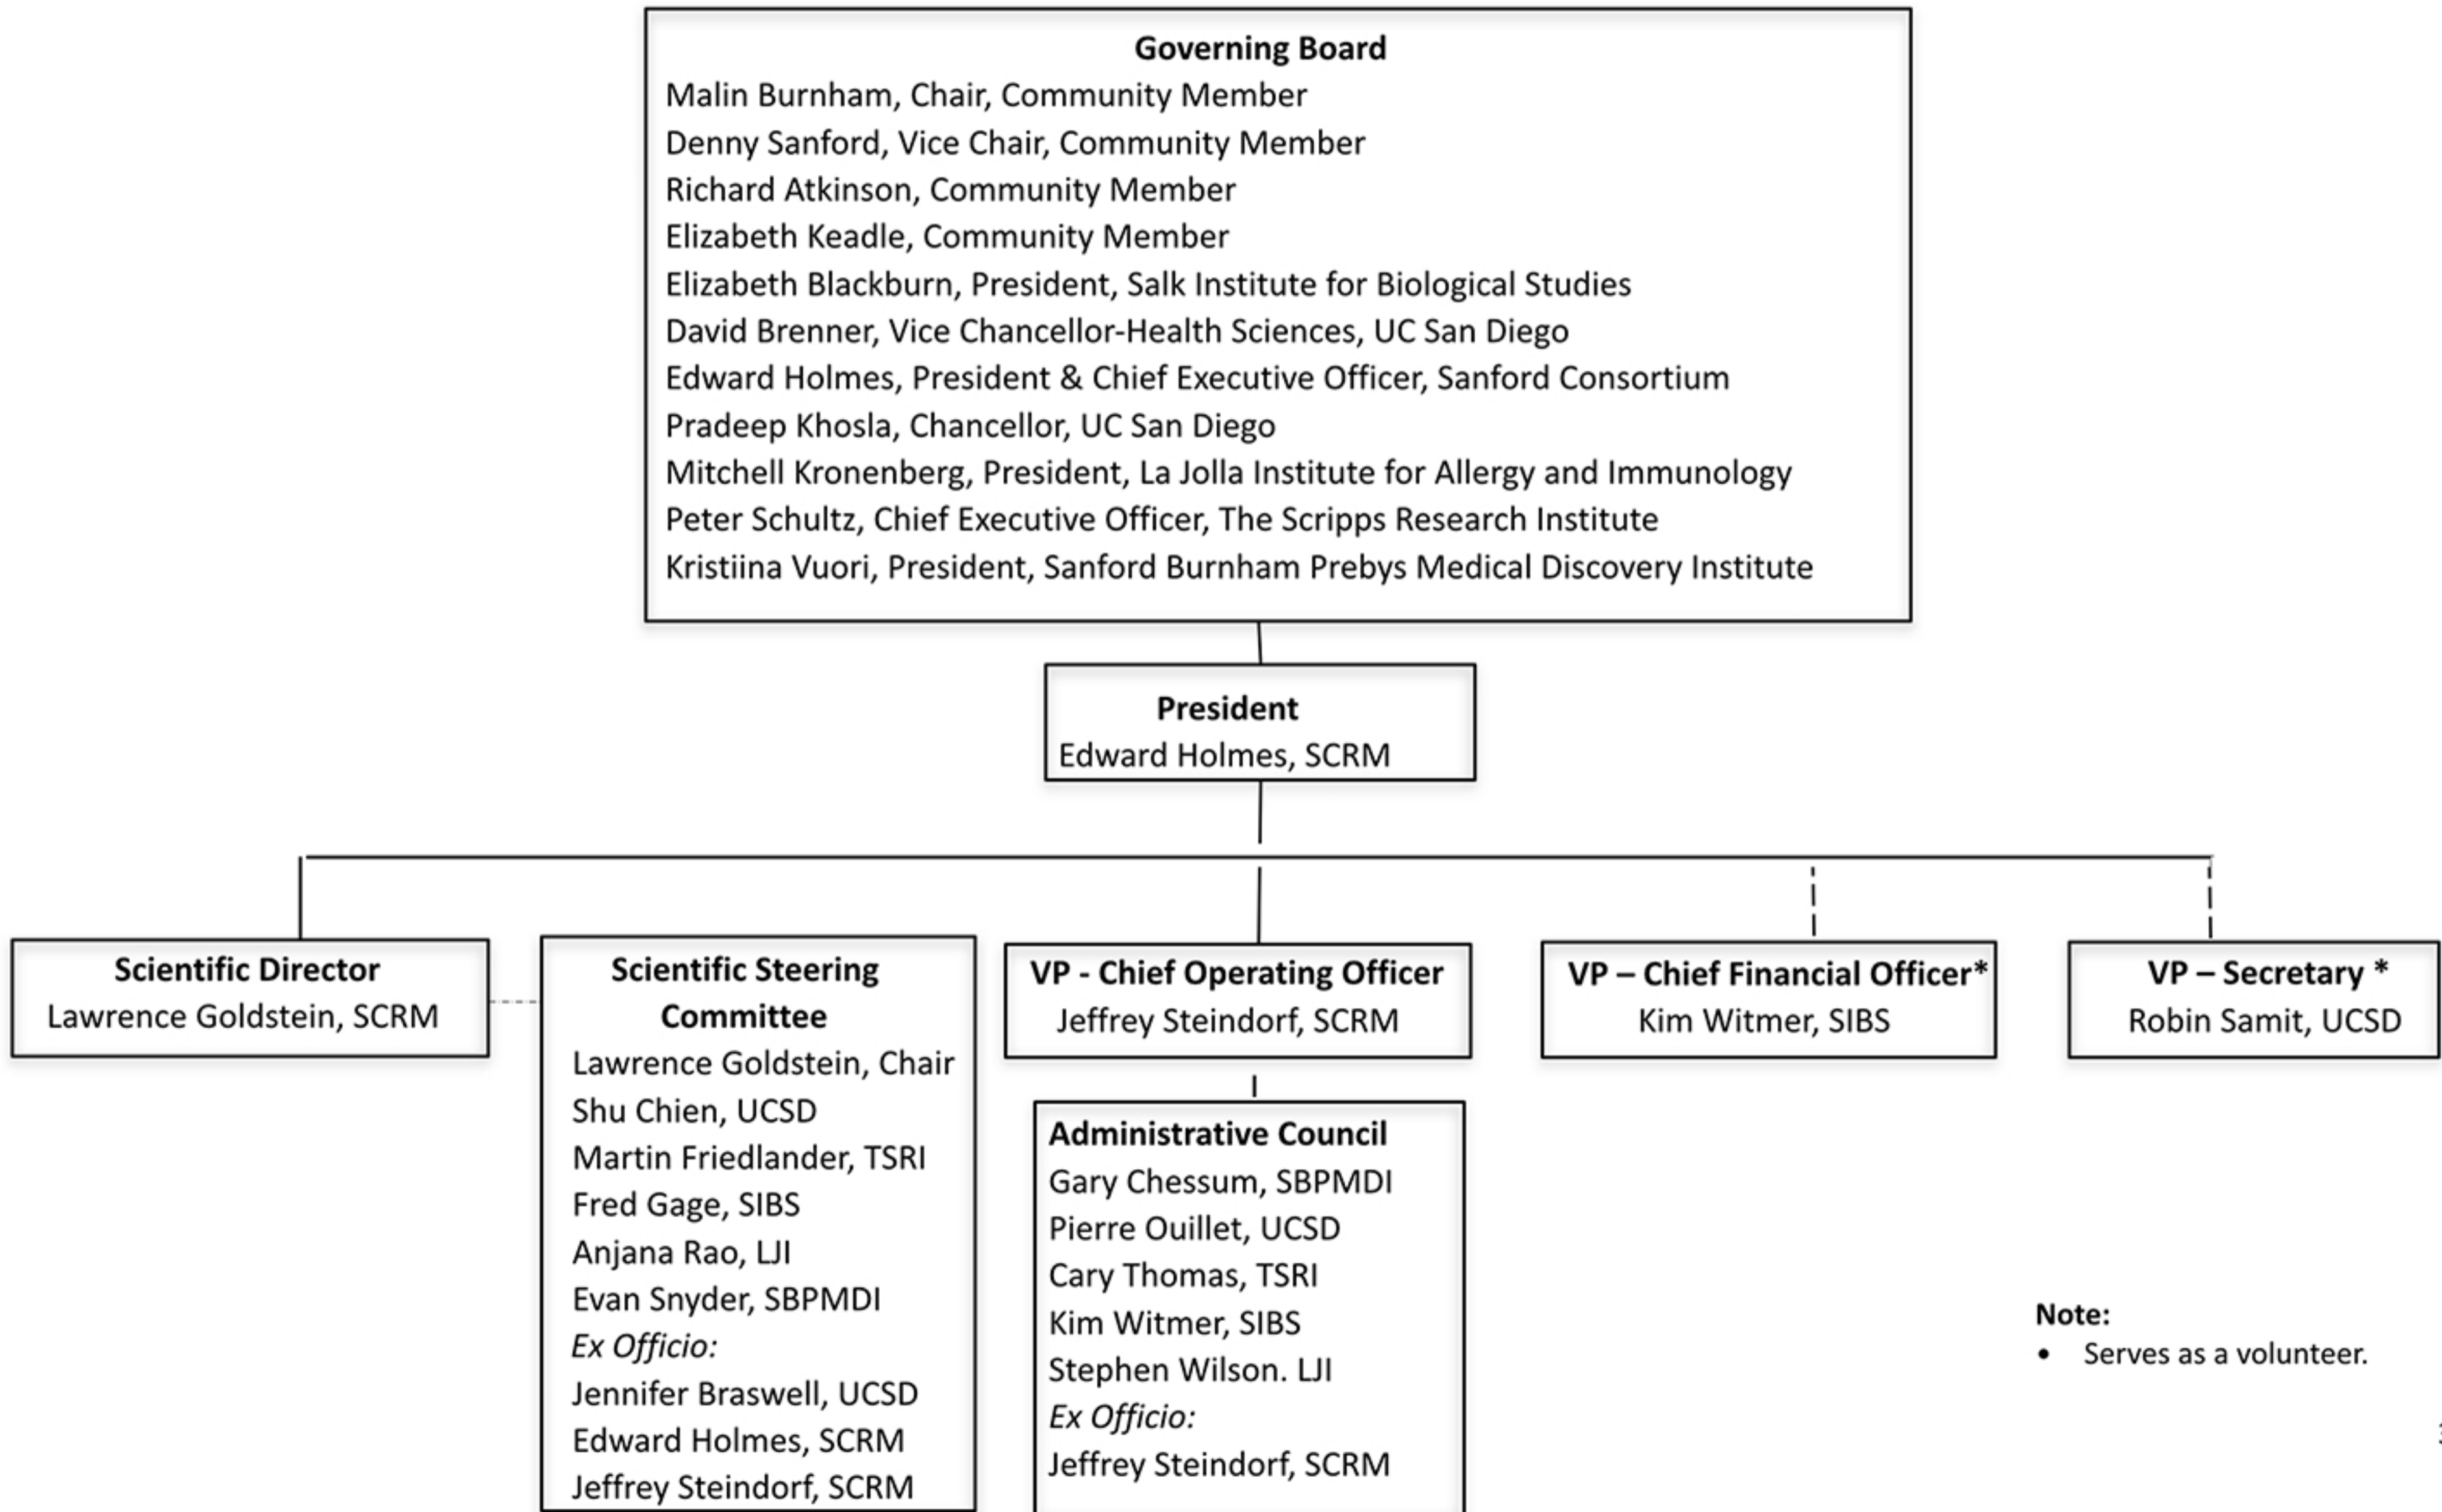 Governing Board
Malin Burnham, Chair, Community Member
Denny Sanford, Vice Chair, Community Member
Richard Atkinson, Community Member
Elizabeth Keadle, Community Member
Elizabeth Blackburn, President, Salk Institute for Biological Studies
David Brenner, Vice Chancellor-Health Sciences, UC San Diego
Edward Holmes, President & Chief Executive Officer, Sanford Consortium
Pradeep Khosla, Chancellor, UC San Diego
Mitchell Kronenberg, President, La Jolla Institute for Allergy and Immunology
Peter Schultz, Chief Executive Officer, The Scripps Research Institute
Kristiina Vuori, President, Sanford Burnham Prebys Medical Discovery Institute
President
Edward Holmes, SCRM
Scientific Director
Lawrence Goldstein, SCRM
Scientific Steering
Committee
Lawrence Goldstein, Chair
Shu Chien, UCSD
Martin Friedlander, TSRI
Fred Gage, SIBS
Anjana Rao, LJI
Evan Snyder, SBPMDI
Ex Officio:
Jennifer Braswell, UCSD
Edward Holmes, SCRM
Jeffrey Steindorf, SCRM
VP - Chief Operating Officer
Jeffrey Steindorf, SCRM
Administrative Council
Gary Chessum, SBPMDI
Pierre Ouillet, UCSD
Cary Thomas, TSRI
Kim Witmer, SIBS
Stephen Wilson. LJI
Ex Officio:
Jeffrey Steindorf, SCRM
VP – Chief Financial Officer*
Kim Witmer, SIBS
VP – Secretary *
Robin Samit, UCSD
Note:
• Serves as a volunteer.